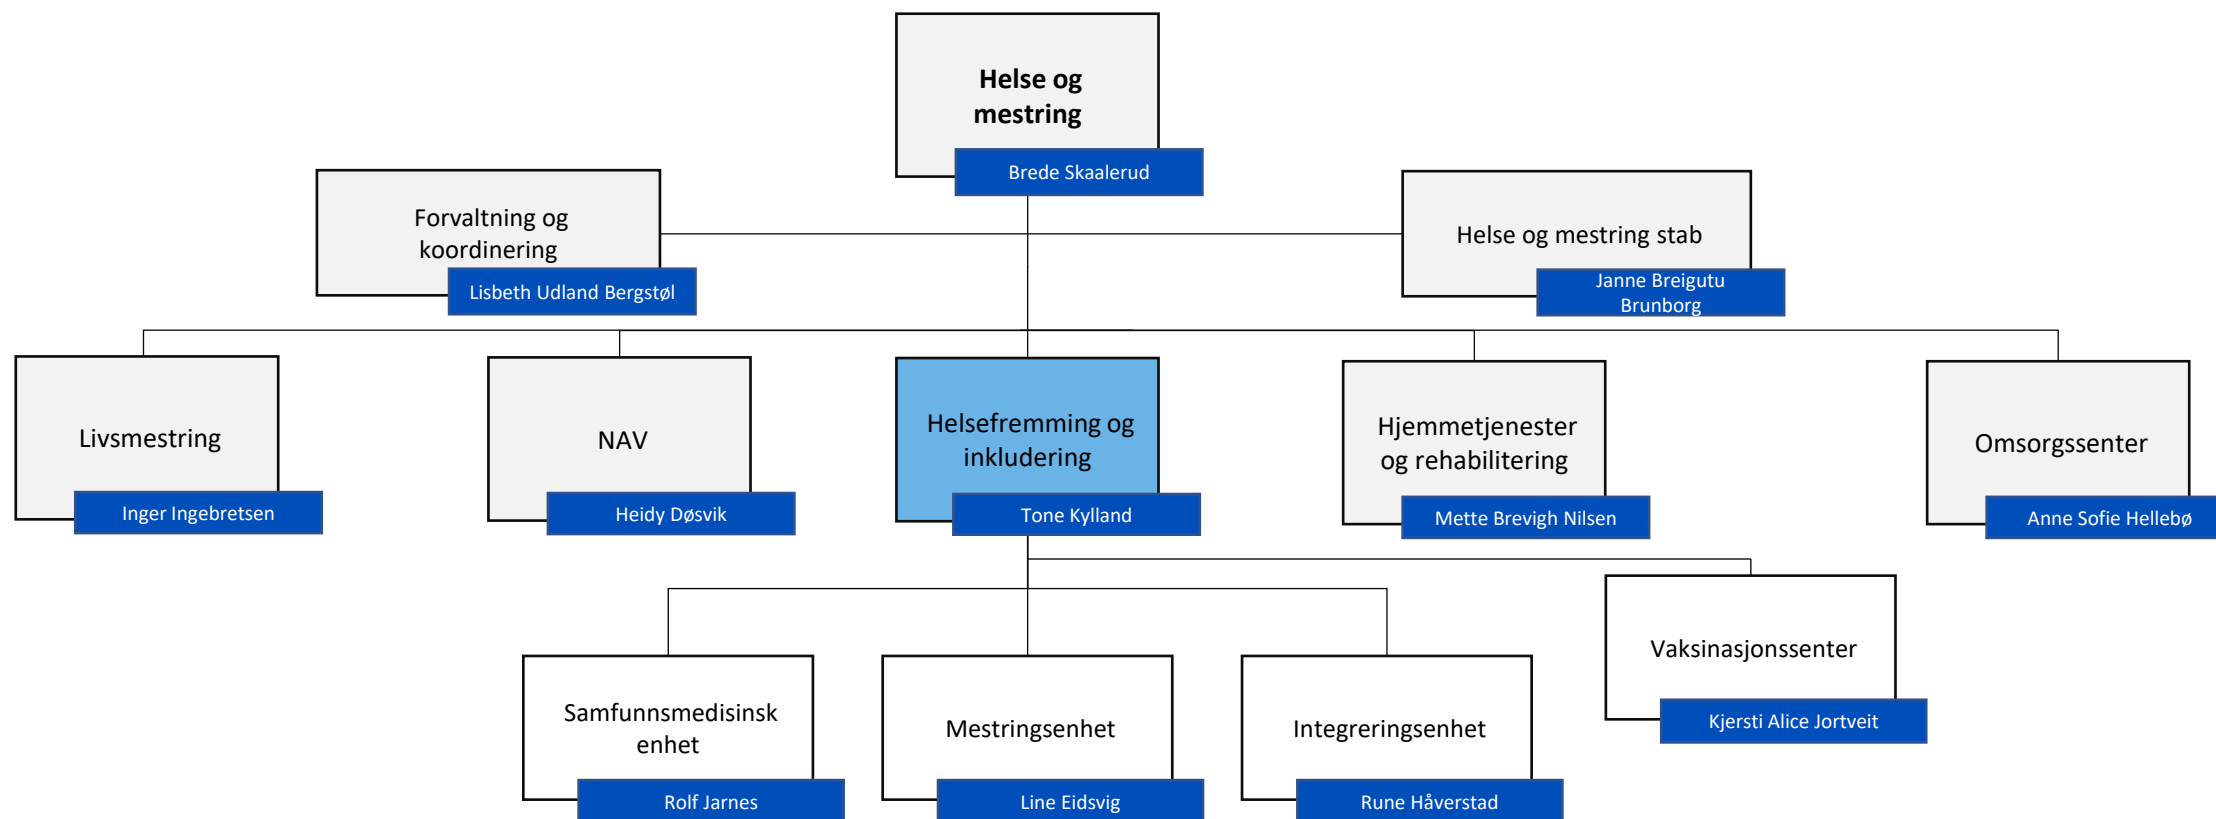 Helse og
mestring
Brede Skaalerud
Forvaltning og
koordinering
Lisbeth Udland Bergstøl
Helse og mestring stab
Janne Breigutu
Brunborg
Livsmestring
Inger Ingebretsen
NAV
Heidy Døsvik
Helsefremming og
inkludering
Tone Kylland
Hjemmetjenester
og rehabilitering
Mette Brevigh Nilsen
Omsorgssenter
Anne Sofie Hellebø
Samfunnsmedisinsk
enhet
Rolf Jarnes
Mestringsenhet
Line Eidsvig
Integreringsenhet
Rune Håverstad
Vaksinasjonssenter
Kjersti Alice Jortveit